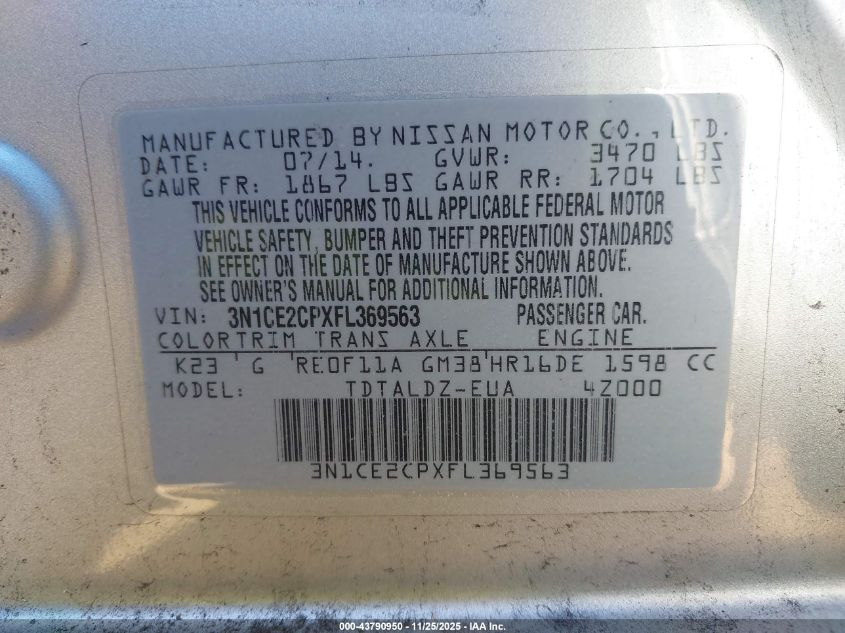 MANUFACTURED BY NISSAN MOTOR CO., LTD.
DATE: 07/14. GVWR: 3470 LBS
GAWR FR: 1867 LBS GAWR RR: 1704 LBS
THIS VEHICLE CONFORMS TO ALL APPLICABLE FEDERAL MOTOR
VEHICLE SAFETY, BUMPER AND THEFT PREVENTION STANDARDS
IN EFFECT ON THE DATE OF MANUFACTURE SHOWN ABOVE.
SEE OWNER'S MANUAL FOR ADDITIONAL INFORMATION.
VIN: 3N1CE2CPXFL369563 PASSENGER CAR.
COLORTRIM TRANS AXLE ENGINE
K23 G RE0F11A GM38 HR16DE 1598 CC
MODEL: TDTALDZ-EUA 4Z000
3N1CE2CPXFL369563
000-43790950 - 11/25/2025 - IAA Inc.